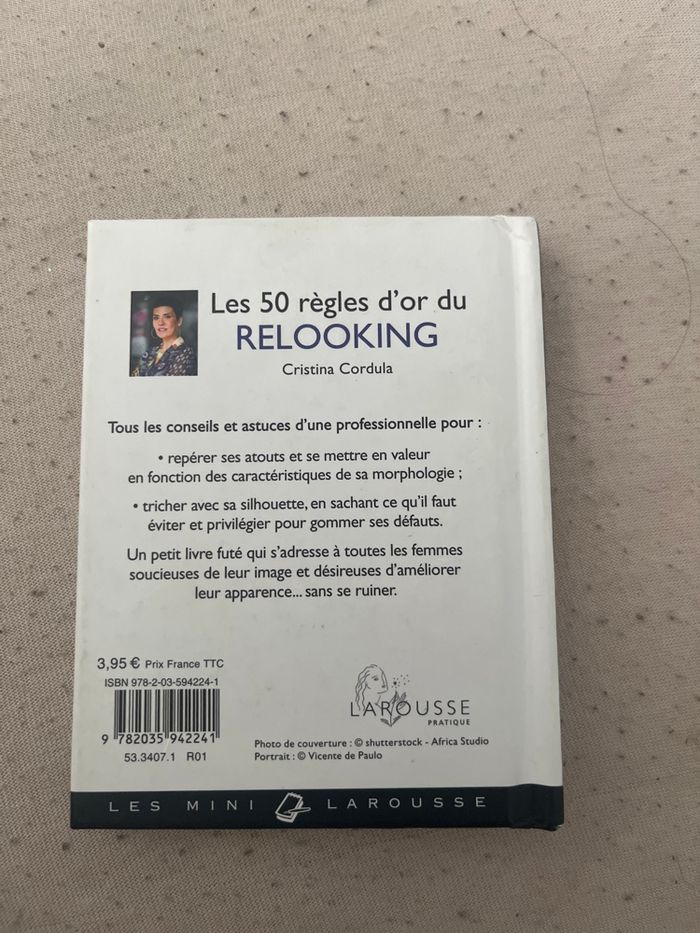 Les 50 règles d'or du
RELOOKING
Cristina Cordula
Tous les conseils et astuces d'une professionnelle pour :
• repérer ses atouts et se mettre en valeur
en fonction des caractéristiques de sa morphologie ;
• tricher avec sa silhouette, en sachant ce qu'il faut
éviter et privilégier pour gommer ses défauts.
Un petit livre futé qui s'adresse à toutes les femmes
soucieuses de leur image et désireuses d'améliorer
leur apparence... sans se ruiner.
3,95 € Prix France TTC
ISBN 978-2-03-594224-1
9 782035 942241
53.3407.1 R01
LAROUSSE
PRATIQUE
Photo de couverture : © shutterstock - Africa Studio
Portrait : © Vicente de Paulo
LES MINI LAROUSSE